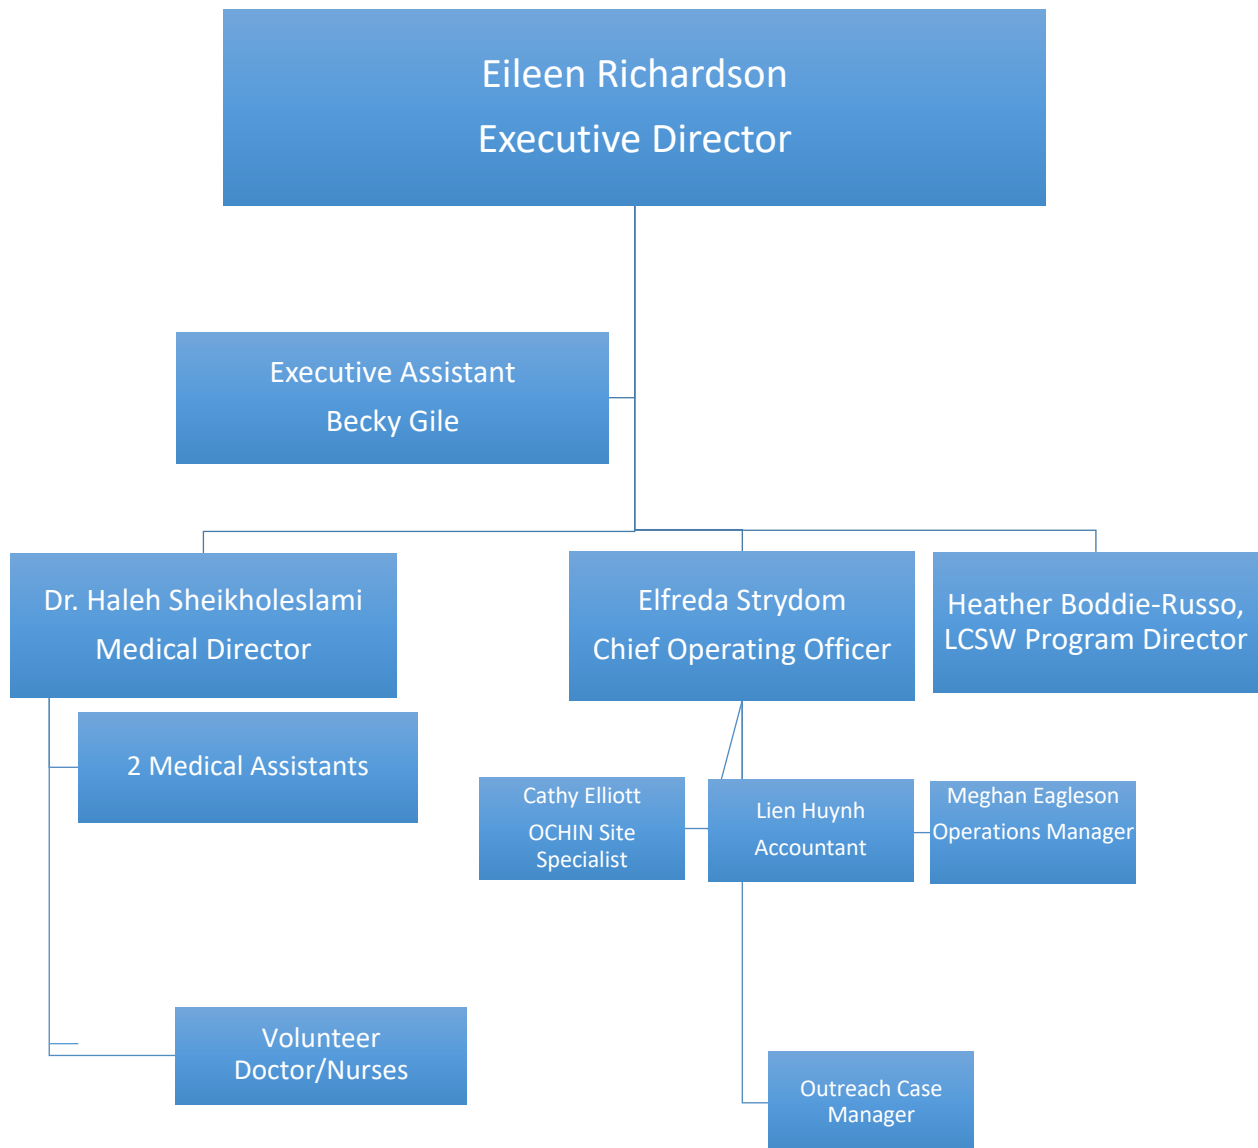 Eileen Richardson
Executive Director
Executive Assistant
Becky Gile
Dr. Haleh Sheikholeslami
Medical Director
Elfreda Strydom
Chief Operating Officer
Heather Boddie-Russo,
LCSW Program Director
2 Medical Assistants
Cathy Elliott
OCHIN Site
Specialist
Lien Huynh
Accountant
Meghan Eagleson
Operations Manager
Volunteer
Doctor/Nurses
Outreach Case
Manager